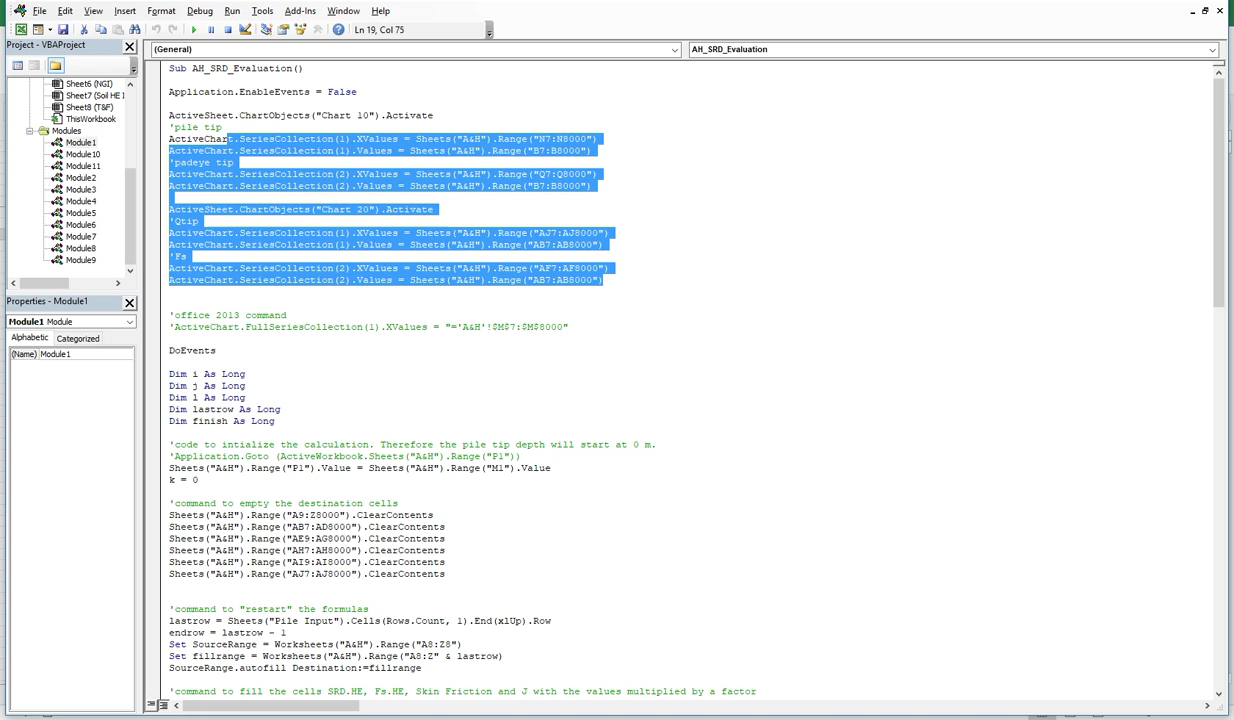 File Edit View Insert Format Debug Run Tools Add-Ins Window Help
Ln 19, Col 75
Project - VBAProject
(General)
AH_SRD_Evaluation
Sheet6 (NGI)
Sheet7 (Soil HE I
Sheet8 (T&F)
ThisWorkbook
Modules
Module1
Module10
Module11
Module2
Module3
Module4
Module5
Module6
Module7
Module8
Module9
Properties - Module1
Module1 Module
Alphabetic Categorized
(Name) Module1
Sub AH_SRD_Evaluation()
Application.EnableEvents = False
ActiveSheet.ChartObjects("Chart 10").Activate
'pile tip
ActiveChart.SeriesCollection(1).XValues = Sheets("A&H").Range("N7:N8000")
ActiveChart.SeriesCollection(1).Values = Sheets("A&H").Range("B7:B8000")
'padeye tip
ActiveChart.SeriesCollection(2).XValues = Sheets("A&H").Range("Q7:Q8000")
ActiveChart.SeriesCollection(2).Values = Sheets("A&H").Range("B7:B8000")
ActiveSheet.ChartObjects("Chart 20").Activate
'Qtip
ActiveChart.SeriesCollection(1).XValues = Sheets("A&H").Range("AJ7:AJ8000")
ActiveChart.SeriesCollection(1).Values = Sheets("A&H").Range("AB7:AB8000")
'Fs
ActiveChart.SeriesCollection(2).XValues = Sheets("A&H").Range("AF7:AF8000")
ActiveChart.SeriesCollection(2).Values = Sheets("A&H").Range("AB7:AB8000")
'office 2013 command
'ActiveChart.FullSeriesCollection(1).XValues = "='A&H'!$M$7:$M$8000"
DoEvents
Dim i As Long
Dim j As Long
Dim l As Long
Dim lastrow As Long
Dim finish As Long
'code to intialize the calculation. Therefore the pile tip depth will start at 0 m.
'Application.Goto (ActiveWorkbook.Sheets("A&H").Range("P1"))
Sheets("A&H").Range("P1").Value = Sheets("A&H").Range("M1").Value
k = 0
'command to empty the destination cells
Sheets("A&H").Range("A9:Z8000").ClearContents
Sheets("A&H").Range("AB7:AD8000").ClearContents
Sheets("A&H").Range("AE9:AG8000").ClearContents
Sheets("A&H").Range("AH7:AH8000").ClearContents
Sheets("A&H").Range("AI9:AI8000").ClearContents
Sheets("A&H").Range("AJ7:AJ8000").ClearContents
'command to "restart" the formulas
lastrow = Sheets("Pile Input").Cells(Rows.Count, 1).End(xlUp).Row
endrow = lastrow - 1
Set SourceRange = Worksheets("A&H").Range("A8:Z8")
Set fillrange = Worksheets("A&H").Range("A8:Z" & lastrow)
SourceRange.autofill Destination:=fillrange
'command to fill the cells SRD.HE, Fs.HE, Skin Friction and J with the values multiplied by a factor